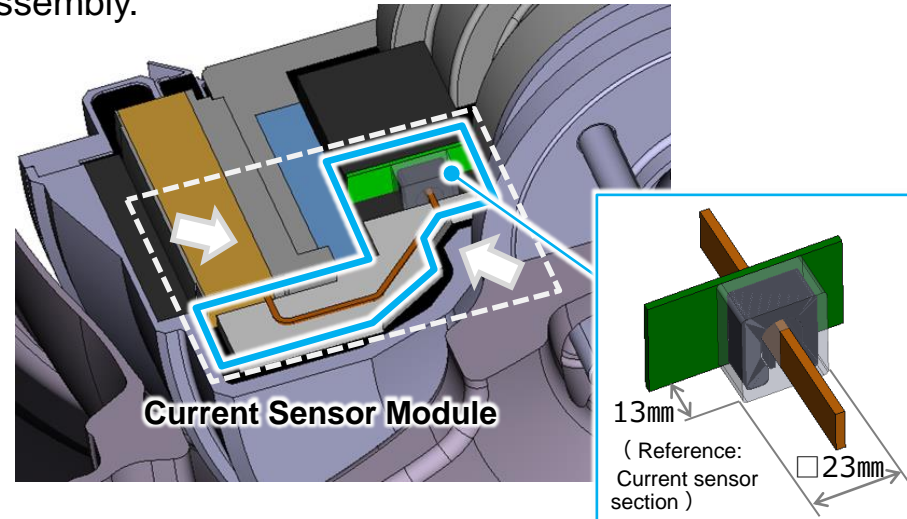 ssembly.
Current Sensor Module
13mm
( Reference:
Current sensor
section )
□23mm